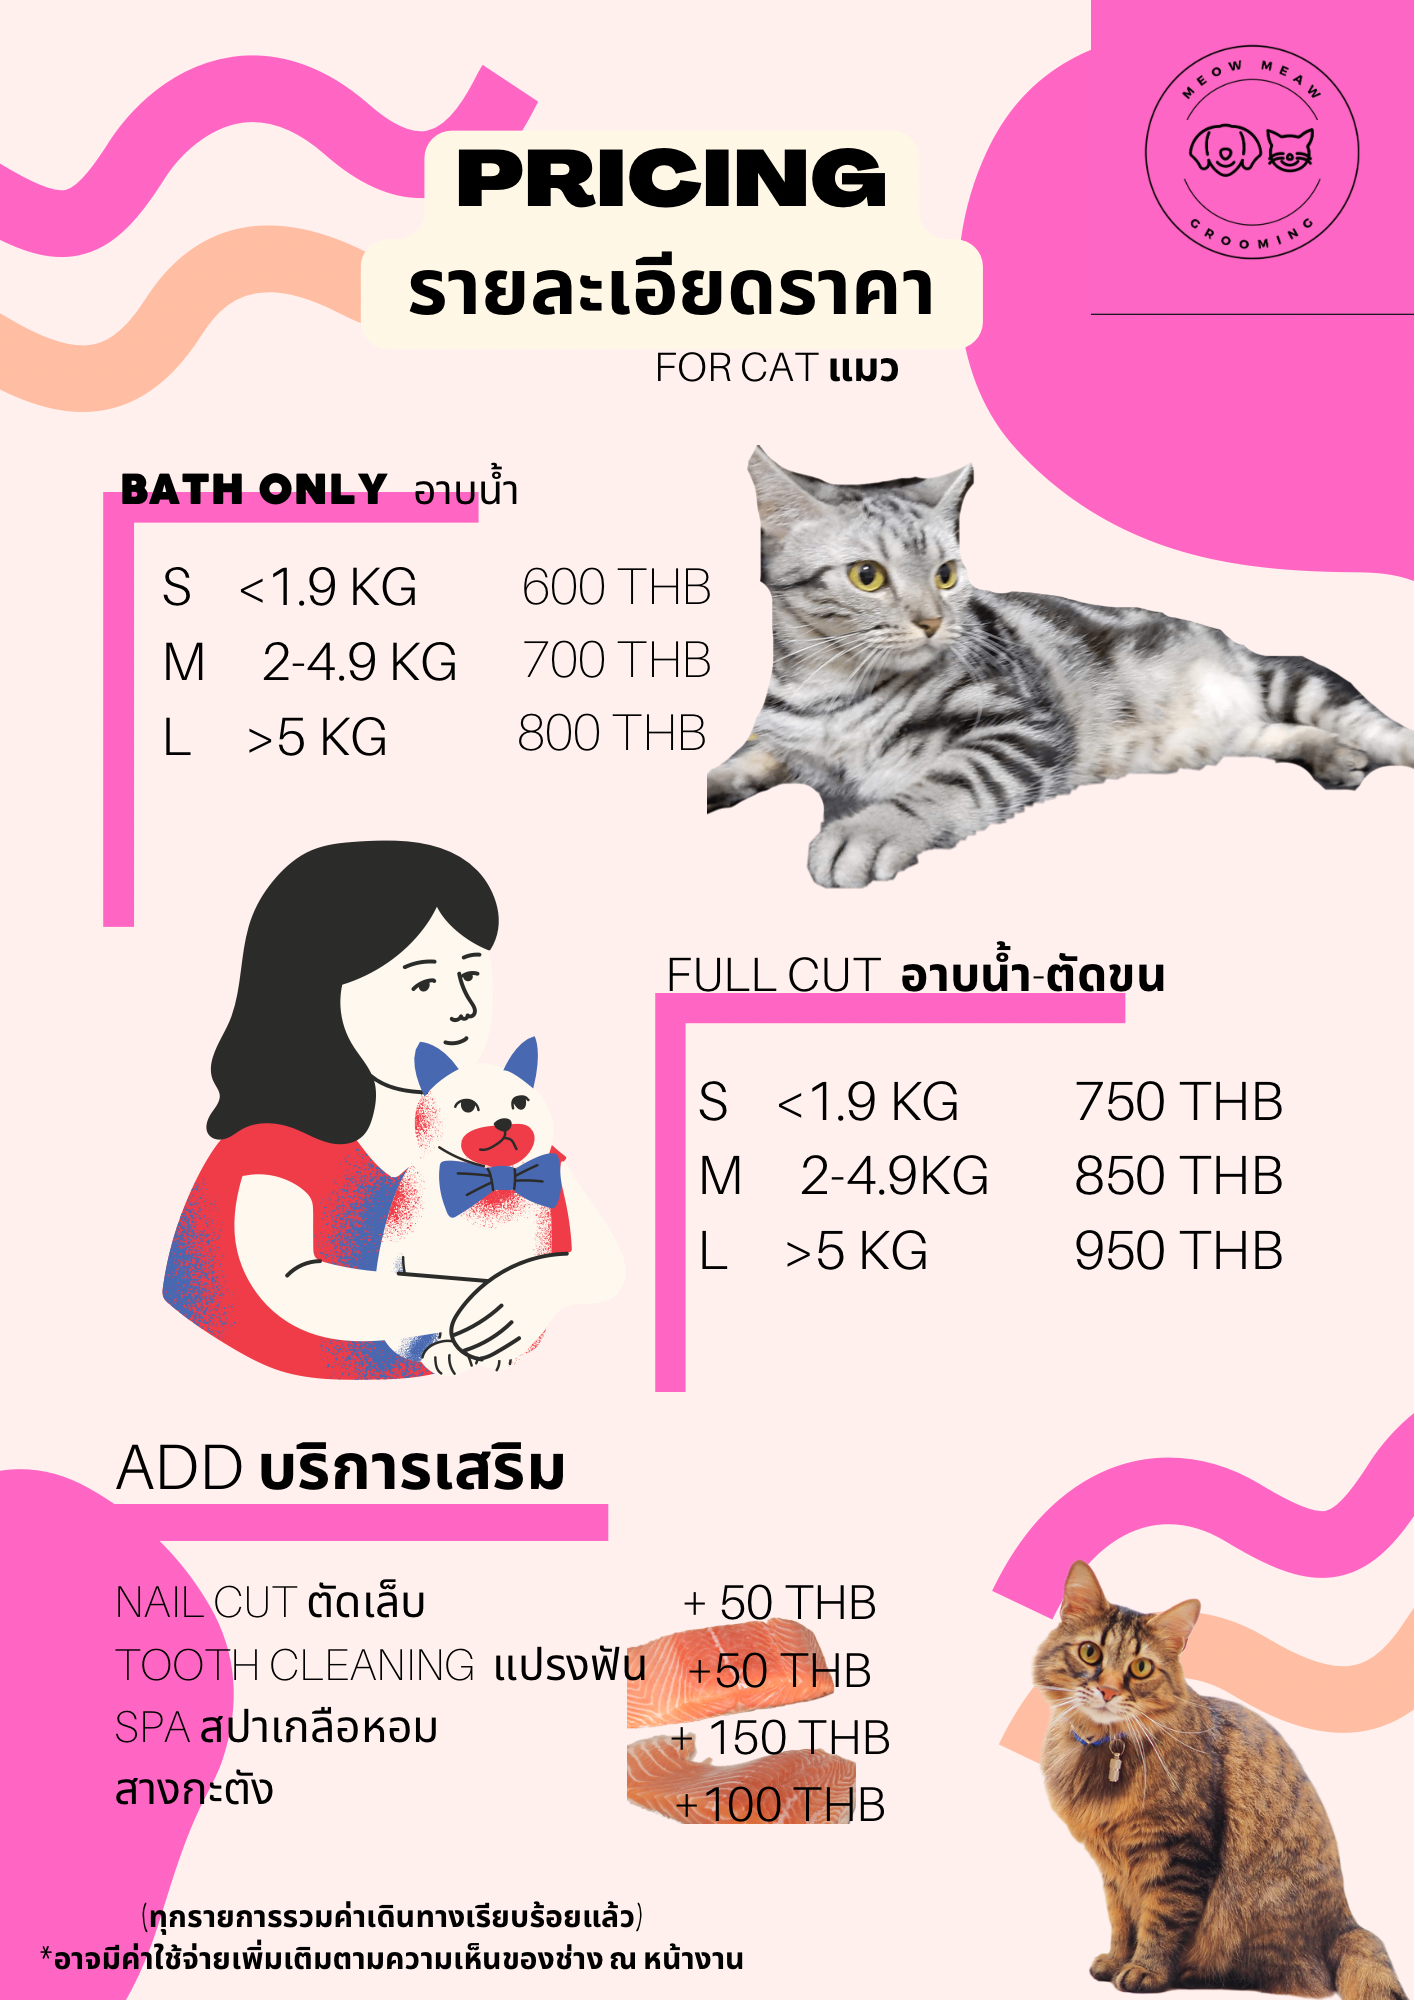 MEOW MEAW
GROOMING
PRICING
รายละเอียดราคา
FOR CAT แมว
BATH ONLY อาบน้ำ
S <1.9 KG 600 THB
M 2-4.9 KG 700 THB
L >5 KG 800 THB
FULL CUT อาบน้ำ-ตัดขน
S <1.9 KG 750 THB
M 2-4.9KG 850 THB
L >5 KG 950 THB
ADD บริการเสริม
NAIL CUT ตัดเล็บ + 50 THB
TOOTH CLEANING แปรงฟัน +50 THB
SPA สปาเกลือหอม + 150 THB
สางกะตัง +100 THB
(ทุกรายการรวมค่าเดินทางเรียบร้อยแล้ว)
*อาจมีค่าใช้จ่ายเพิ่มเติมตามความเห็นของช่าง ณ หน้างาน